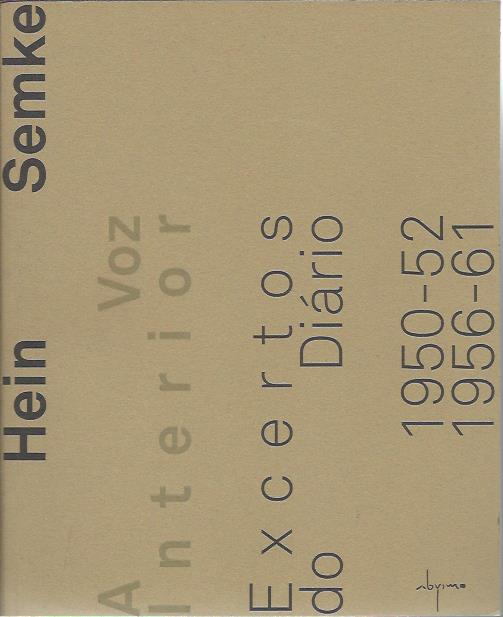 Hein Semke
A Voz
Interior
Excertos
do Diário
1950-52
1956-61
abysmo